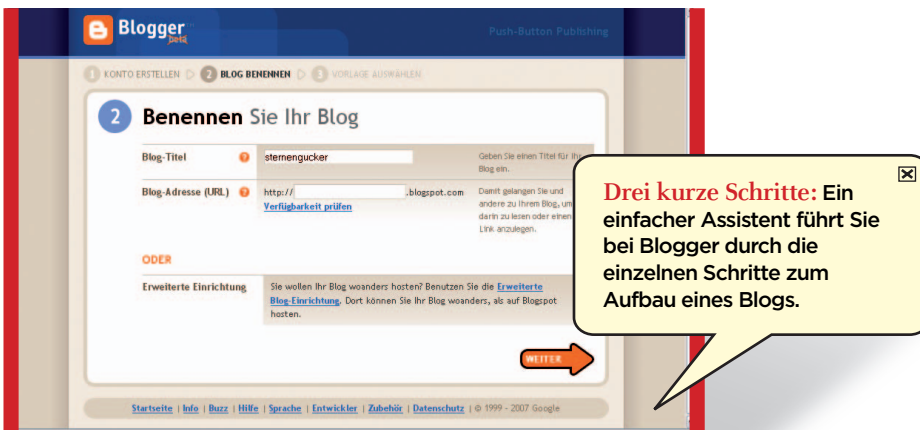 Blogger
beta
Push-Button Publishing
1 KONTO ERSTELLEN 2 BLOG BENENNEN 3 VORLAGE AUSWÄHLEN
2 Benennen Sie Ihr Blog
Blog-Titel ? sternengucker Geben Sie einen Titel für Ihr
Blog ein.
Blog-Adresse (URL) ? http:// .blogspot.com Damit gelangen Sie und
Verfügbarkeit prüfen andere zu Ihrem Blog, um
darin zu lesen oder einen
Link anzulegen.
ODER
Erweiterte Einrichtung Sie wollen Ihr Blog woanders hosten? Benutzen Sie die Erweiterte
Blog-Einrichtung. Dort können Sie Ihr Blog woanders, als auf Blogspot
hosten.
WEITER
Startseite | Info | Buzz | Hilfe | Sprache | Entwickler | Zubehör | Datenschutz | © 1999 - 2007 Google
Drei kurze Schritte: Ein
einfacher Assistent führt Sie
bei Blogger durch die
einzelnen Schritte zum
Aufbau eines Blogs.